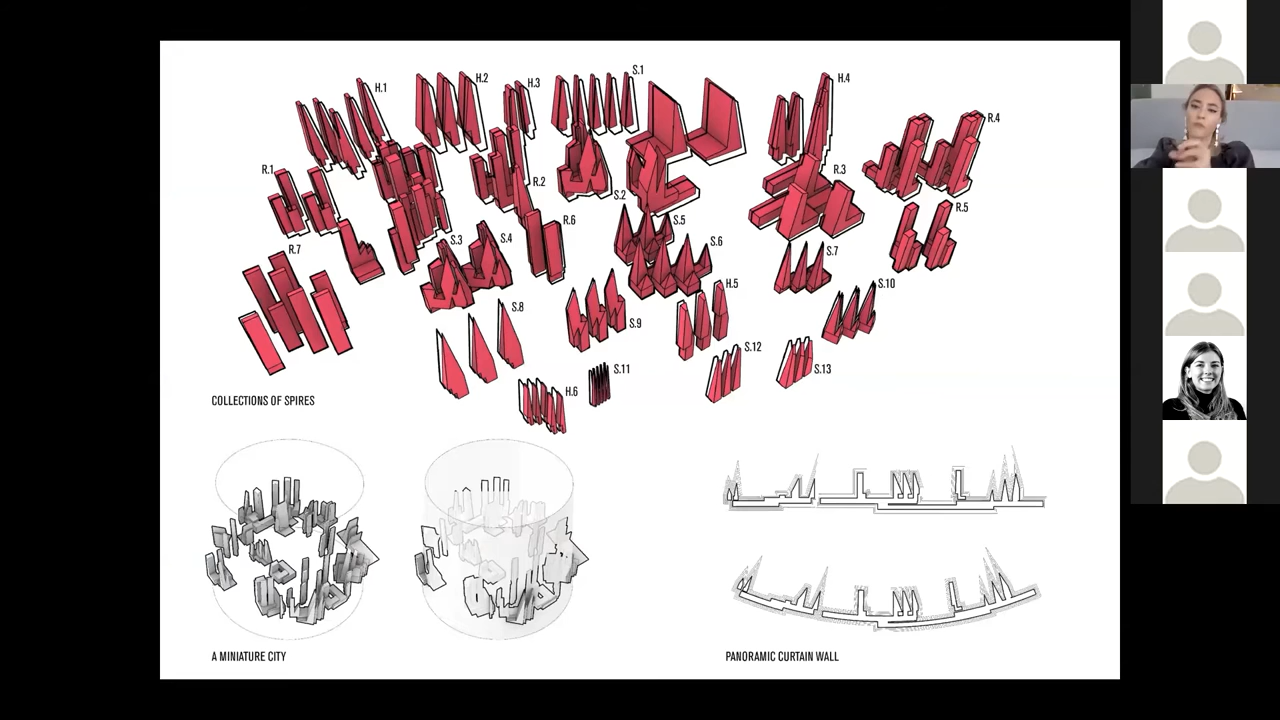 S.1
H.2
H.1
H.3
H.4
R.4
R.1
R.3
R.2
S.2
R.5
R.6
S.5
S.3
S.4
S.6
R.7
S.7
H.5
S.10
S.8
S.9
S.12
S.11
S.13
H.6
COLLECTIONS OF SPIRES
A MINIATURE CITY
PANORAMIC CURTAIN WALL